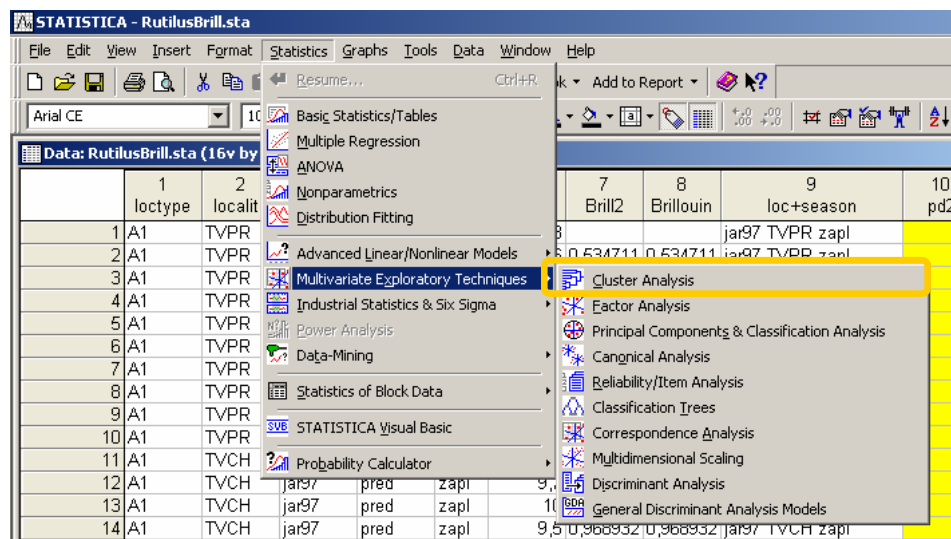 STATISTICA - RutilusBrill.sta
File Edit View Insert Format Statistics Graphs Tools Data Window Help
Resume... Ctrl+R
Add to Report
Arial CE 10
Basic Statistics/Tables
Multiple Regression
ANOVA
Nonparametrics
Distribution Fitting
Advanced Linear/Nonlinear Models
Multivariate Exploratory Techniques
Industrial Statistics & Six Sigma
Power Analysis
Data-Mining
Statistics of Block Data
STATISTICA Visual Basic
Probability Calculator
Cluster Analysis
Factor Analysis
Principal Components & Classification Analysis
Canonical Analysis
Reliability/Item Analysis
Classification Trees
Correspondence Analysis
Multidimensional Scaling
Discriminant Analysis
General Discriminant Analysis Models
Data: RutilusBrill.sta (16v by
1 2 7 8 9 10
loctype localit Brill2 Brillouin loc+season pd2
1 A1 TVPR jar97 TVPR zapl
2 A1 TVPR 0,534711 0,534711 jar97 TVPR zapl
3 A1 TVPR
4 A1 TVPR
5 A1 TVPR
6 A1 TVPR
7 A1 TVPR
8 A1 TVPR
9 A1 TVPR
10 A1 TVPR
11 A1 TVCH
12 A1 TVCH jar97 pred zapl
13 A1 TVCH jar97 pred zapl
14 A1 TVCH jar97 pred zapl 9,5 0,968932 0,968932 jar97 TVCH zapl